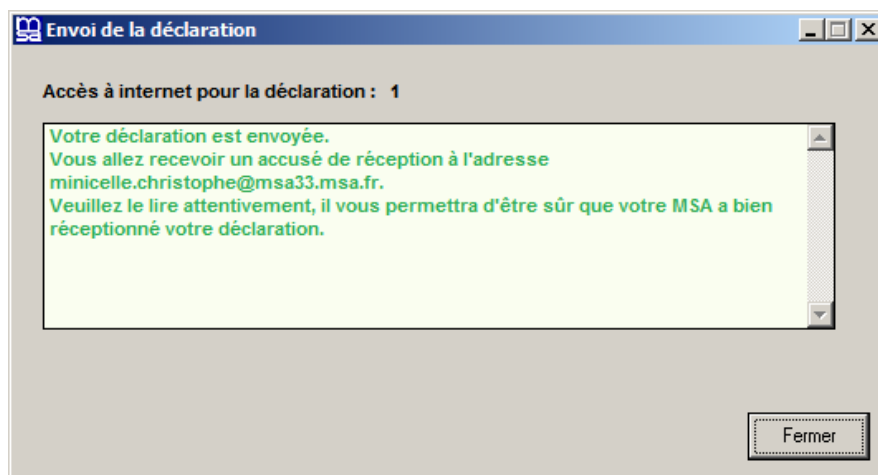 msa Envoi de la déclaration
Accès à internet pour la déclaration : 1
Votre déclaration est envoyée.
Vous allez recevoir un accusé de réception à l'adresse
minicelle.christophe@msa33.msa.fr.
Veuillez le lire attentivement, il vous permettra d'être sûr que votre MSA a bien
réceptionné votre déclaration.
Fermer